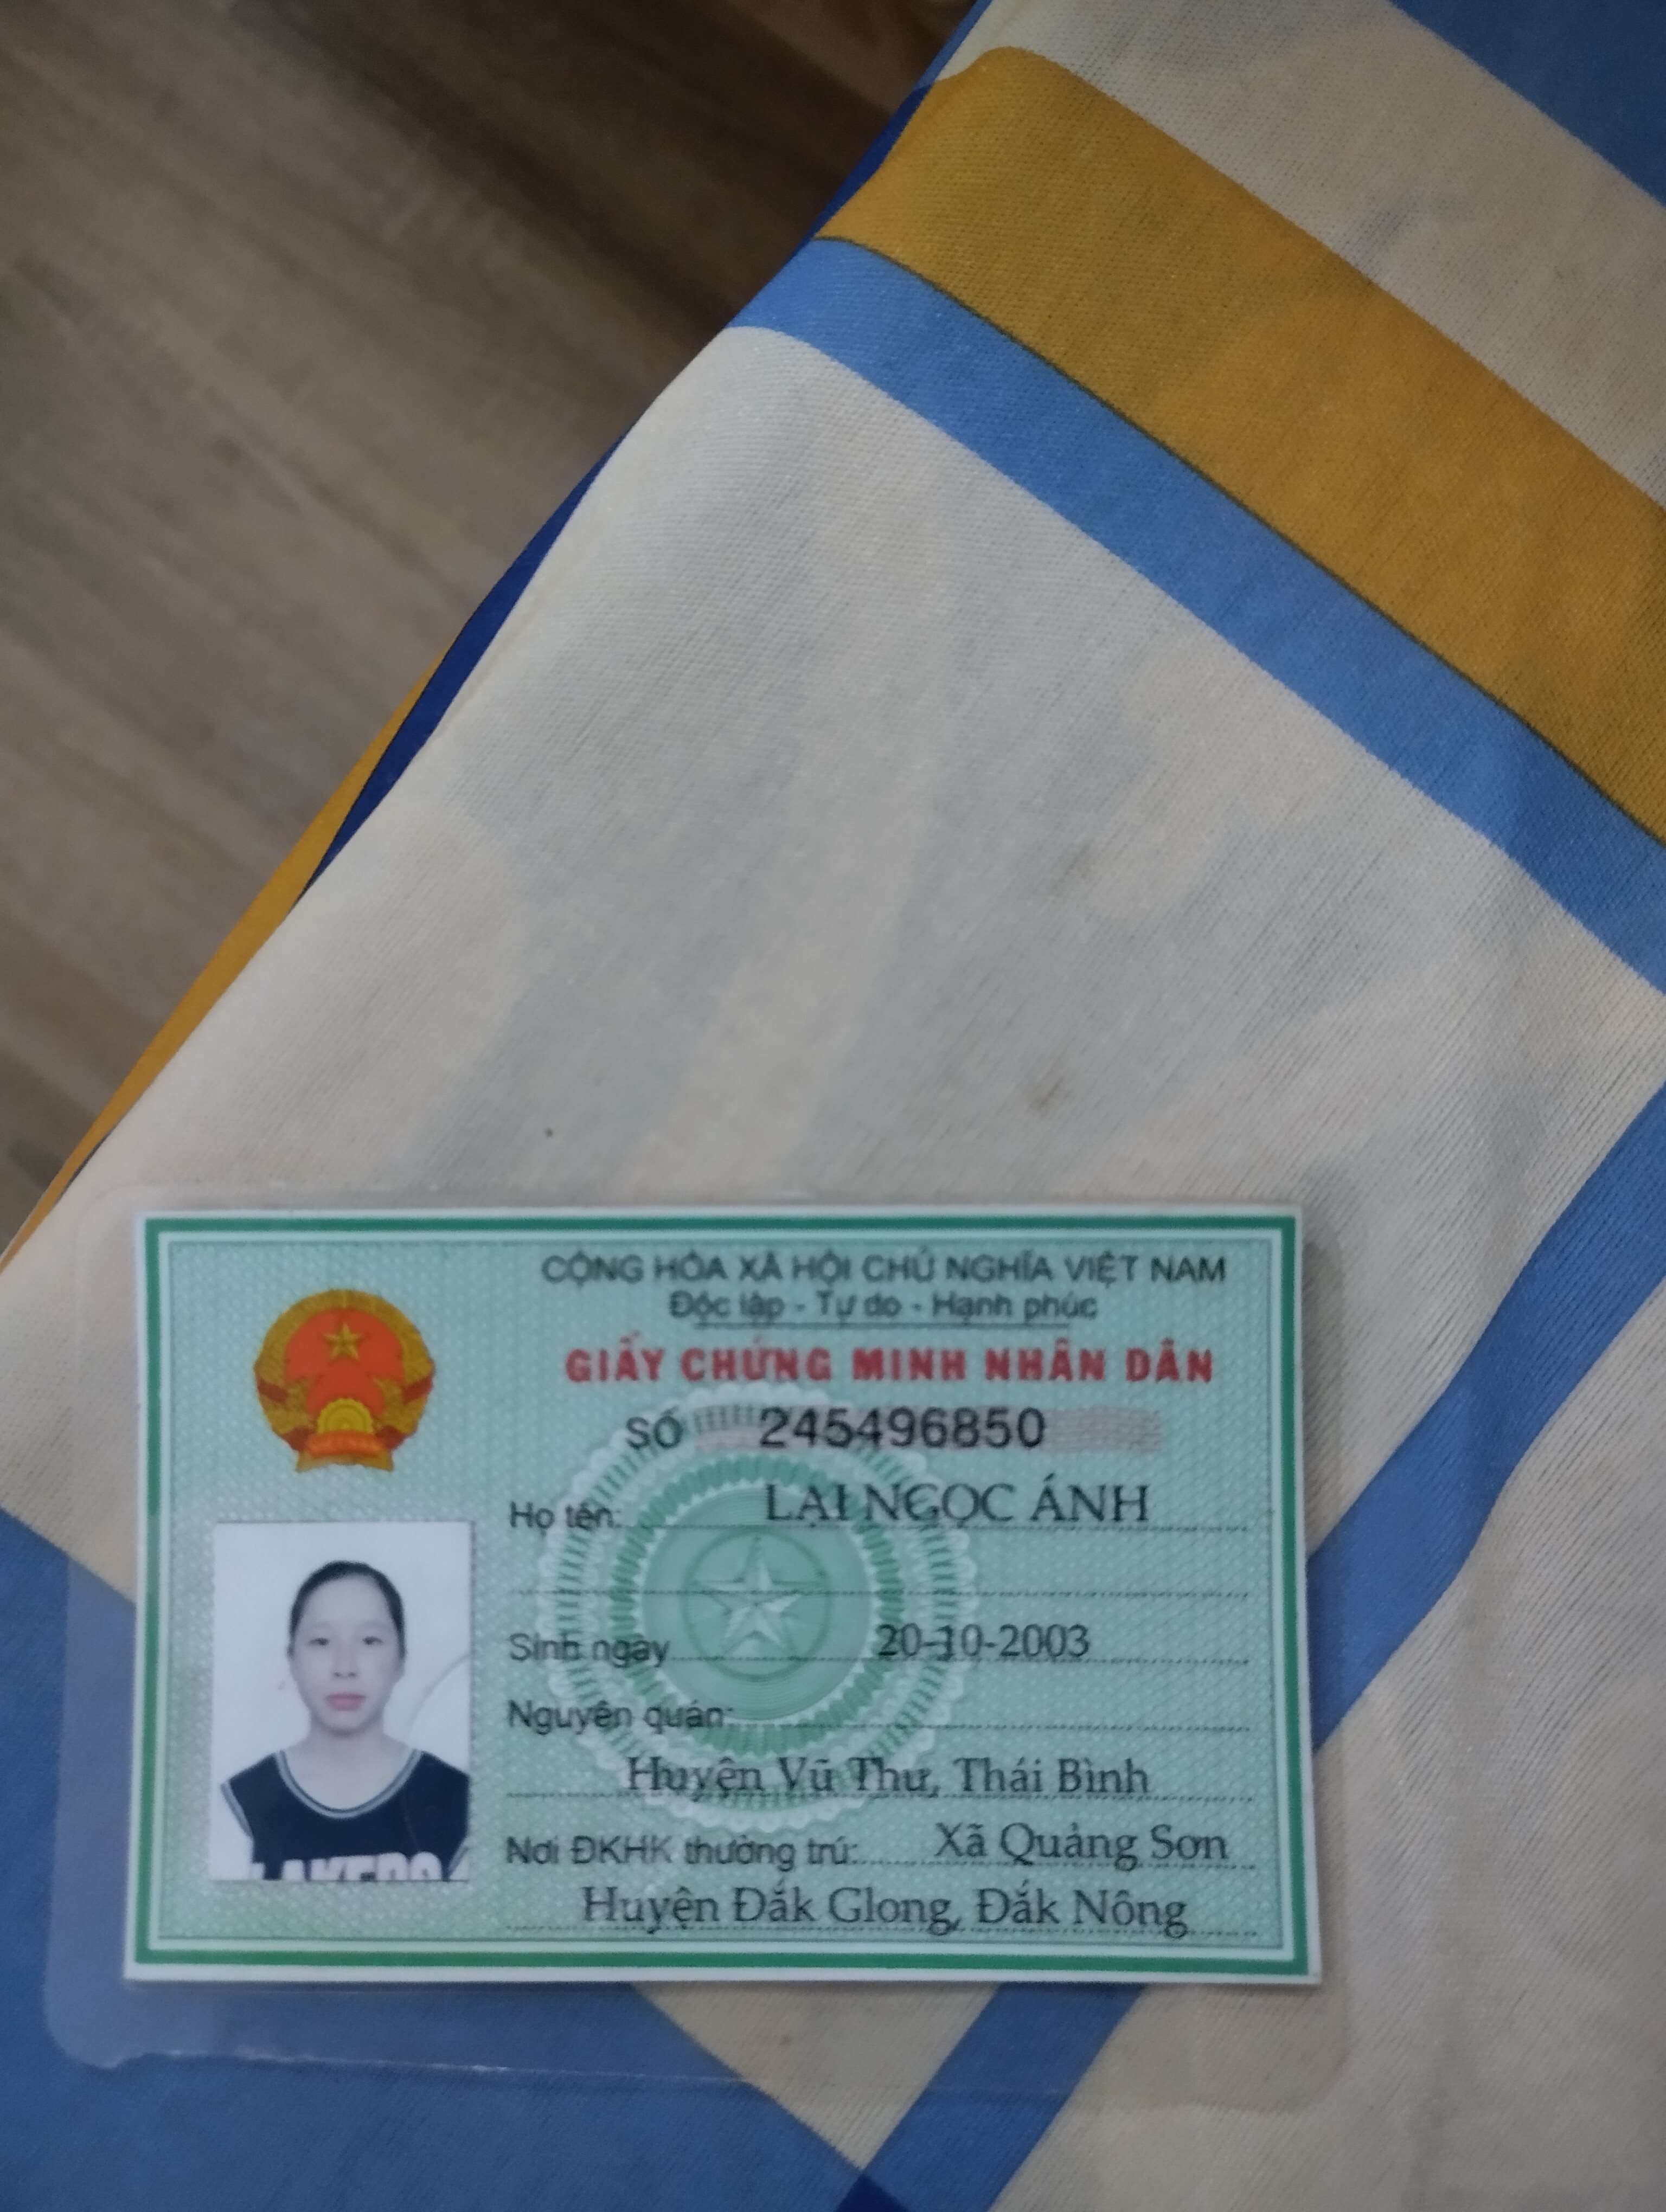 CỘNG HÒA XÃ HỘI CHỦ NGHĨA VIỆT NAM
Độc lập - Tự do - Hạnh phúc
GIẤY CHỨNG MINH NHÂN DÂN
SỐ 245496850
Họ tên: LẠI NGỌC ÁNH
Sinh ngày 20-10-2003
Nguyên quán:
Huyện Vũ Thư, Thái Bình
Nơi ĐKHK thường trú: Xã Quảng Sơn
Huyện Đắk Glong, Đắk Nông